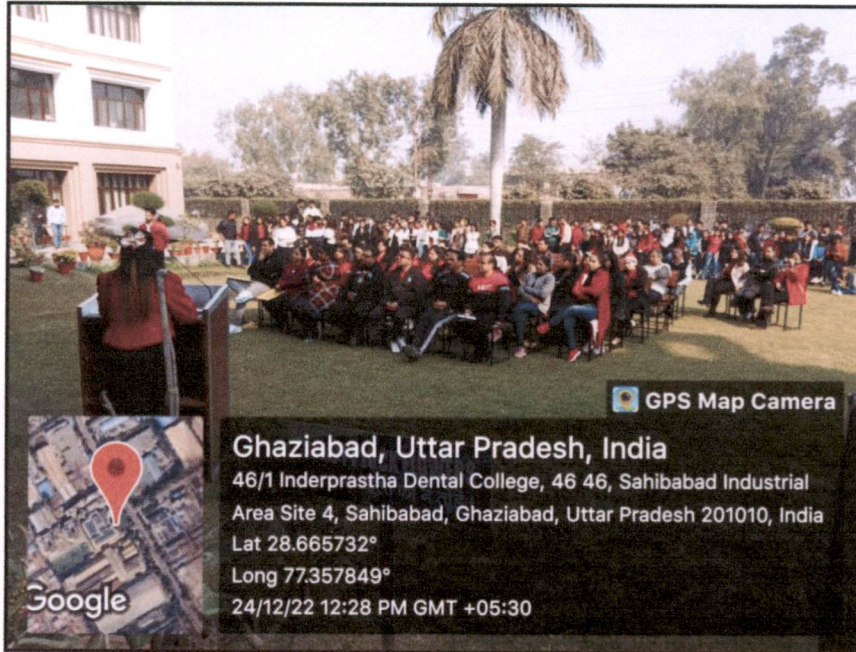 GPS Map Camera
Ghaziabad, Uttar Pradesh, India
46/1 Inderprastha Dental College, 46 46, Sahibabad Industrial
Area Site 4, Sahibabad, Ghaziabad, Uttar Pradesh 201010, India
Lat 28.665732°
Long 77.357849°
24/12/22 12:28 PM GMT +05:30
Google